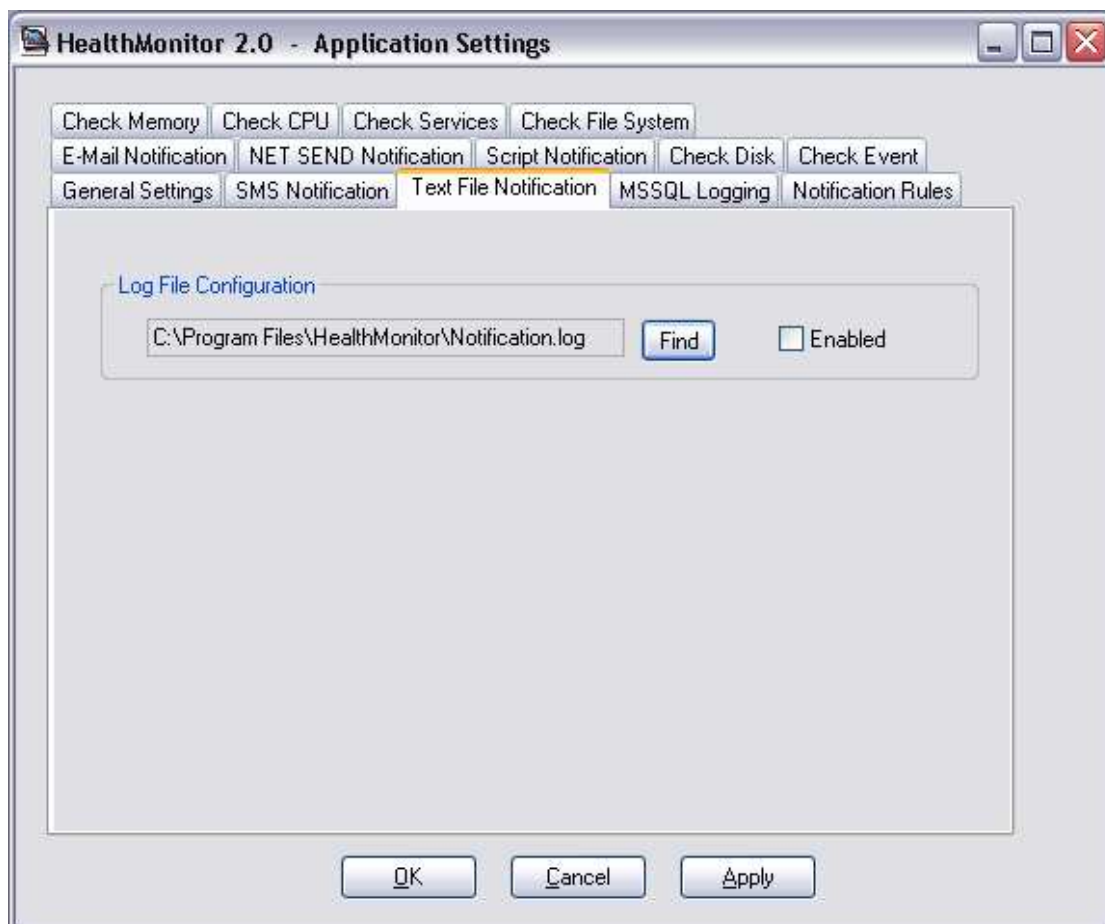 HealthMonitor 2.0 - Application Settings
Check Memory Check CPU Check Services Check File System
E-Mail Notification NET SEND Notification Script Notification Check Disk Check Event
General Settings SMS Notification Text File Notification MSSQL Logging Notification Rules
Log File Configuration
C:\Program Files\HealthMonitor\Notification.log Find Enabled
OK Cancel Apply